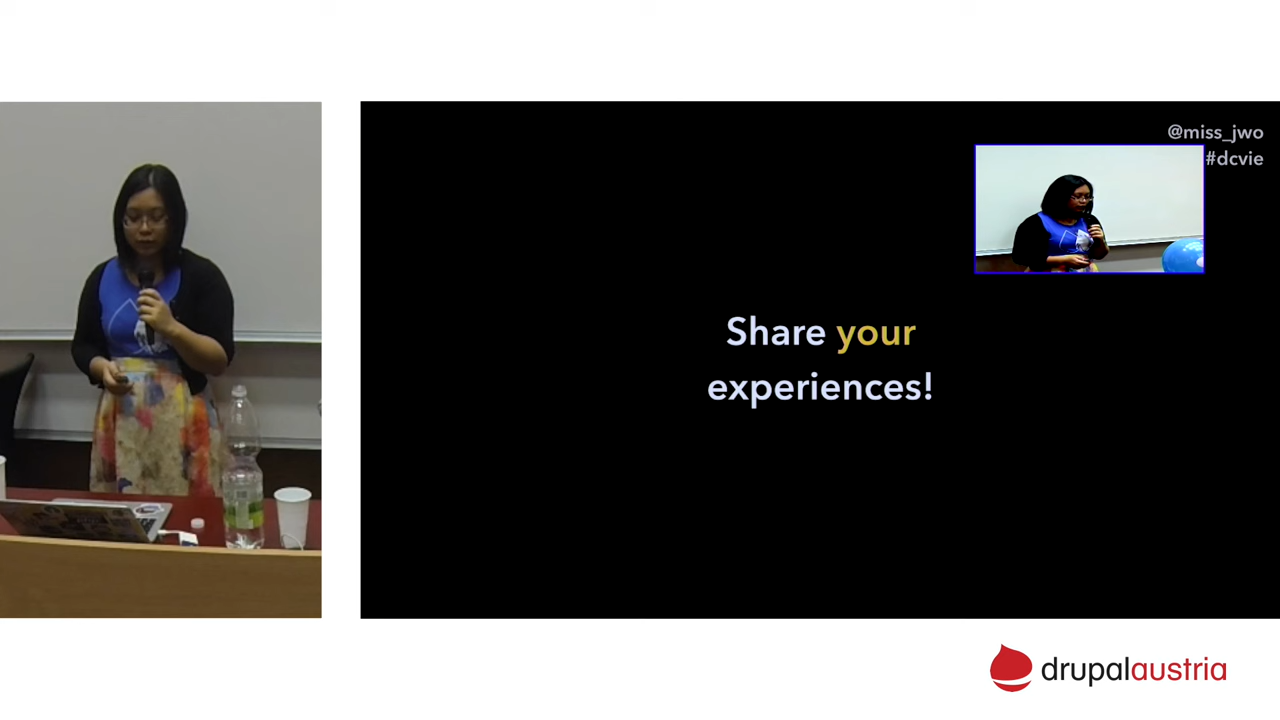 @miss_jwo
#dcvie
Share your
experiences!
drupalaustria